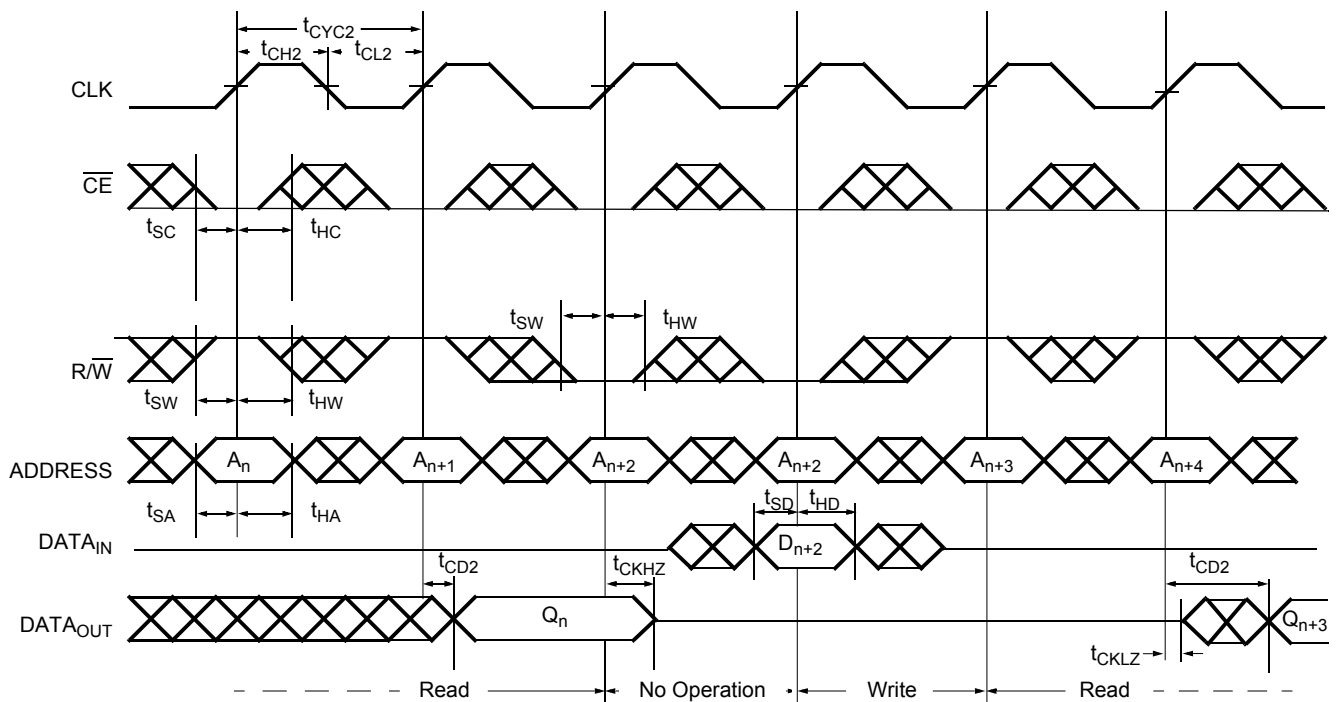 tCYC2
tCH2 tCL2
CLK
CE
tSC tHC
tSW tHW
R/W
tSW tHW
ADDRESS An An+1 An+2 An+2 An+3 An+4
tSA tHA tSD tHD
DATAIN Dn+2
tCD2 tCKHZ tCD2
DATAOUT Qn Qn+3
tCKLZ
Read No Operation Write Read